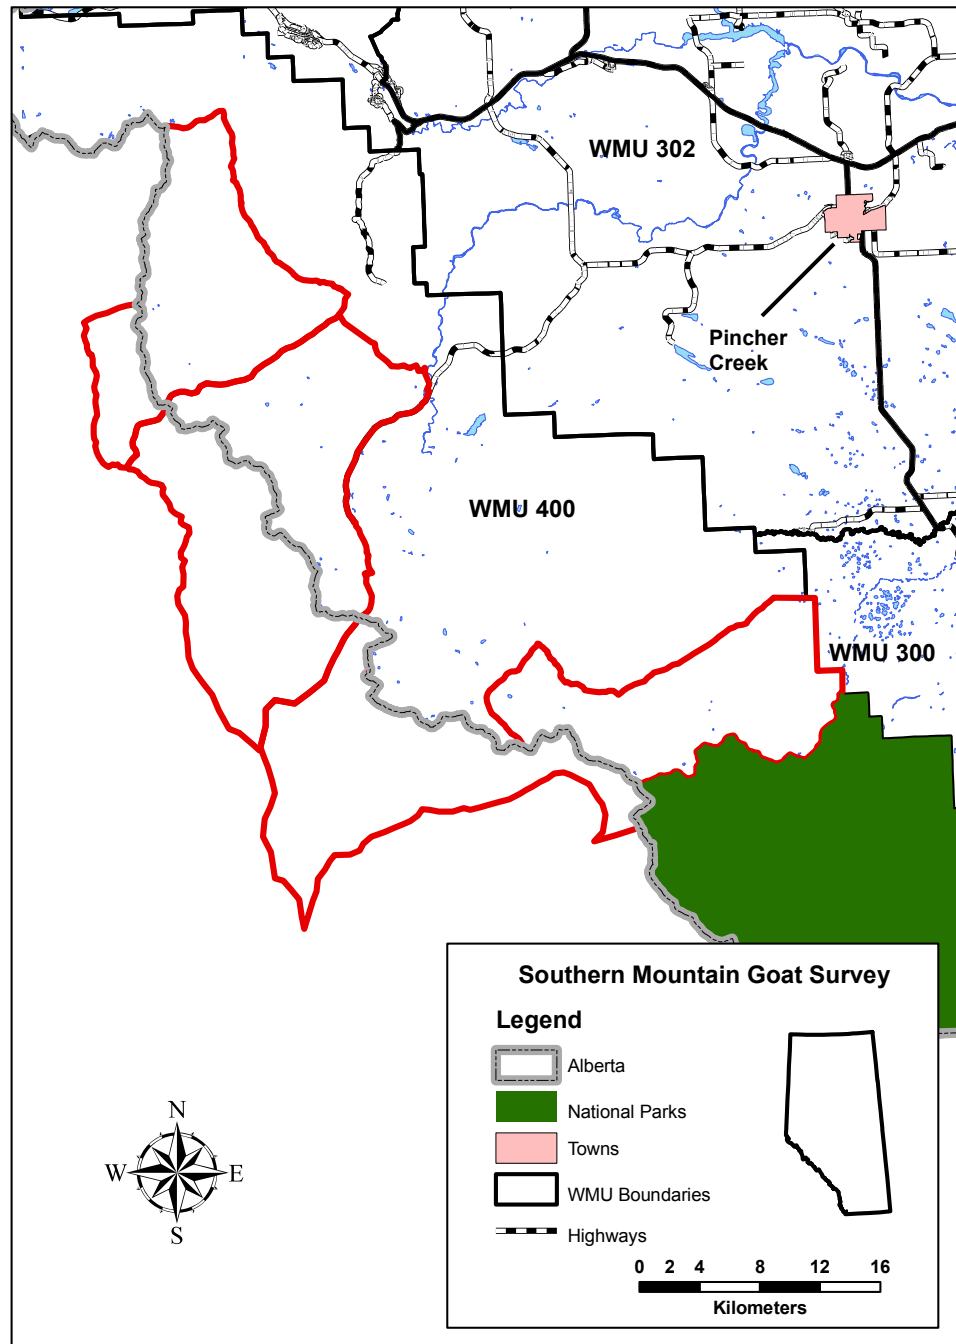 WMU 302
Pincher
Creek
WMU 400
WMU 300
Southern Mountain Goat Survey
Legend
Alberta
National Parks
Towns
WMU Boundaries
Highways
N
W E
S
0 2 4 8 12 16
Kilometers